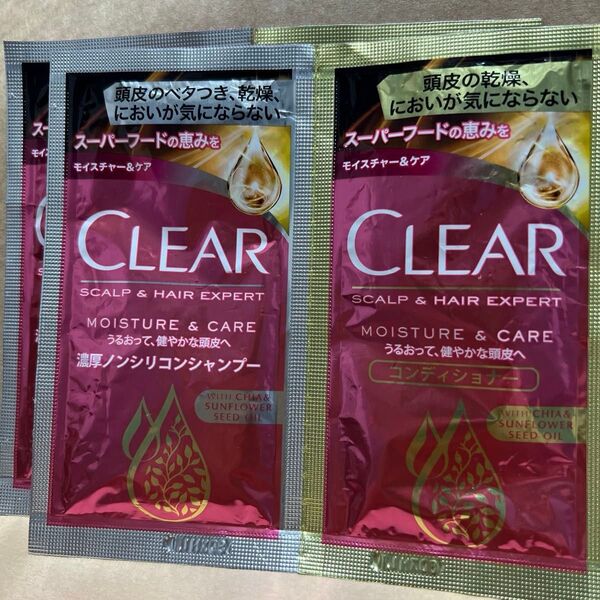 頭皮のベタつき、乾燥、
においが気にならない
スーパーフードの恵みを
モイスチャー&ケア
CLEAR
SCALP & HAIR EXPERT
MOISTURE & CARE
うるおって、健やかな頭皮へ
濃厚ノンシリコンシャンプー
WITH CHIA&
SUNFLOWER
SEED OIL
頭皮の乾燥、
においが気にならない
スーパーフードの恵みを
モイスチャー&ケア
CLEAR
SCALP & HAIR EXPERT
MOISTURE & CARE
うるおって、健やかな頭皮へ
コンディショナー
WITH CHIA&
SUNFLOWER
SEED OIL